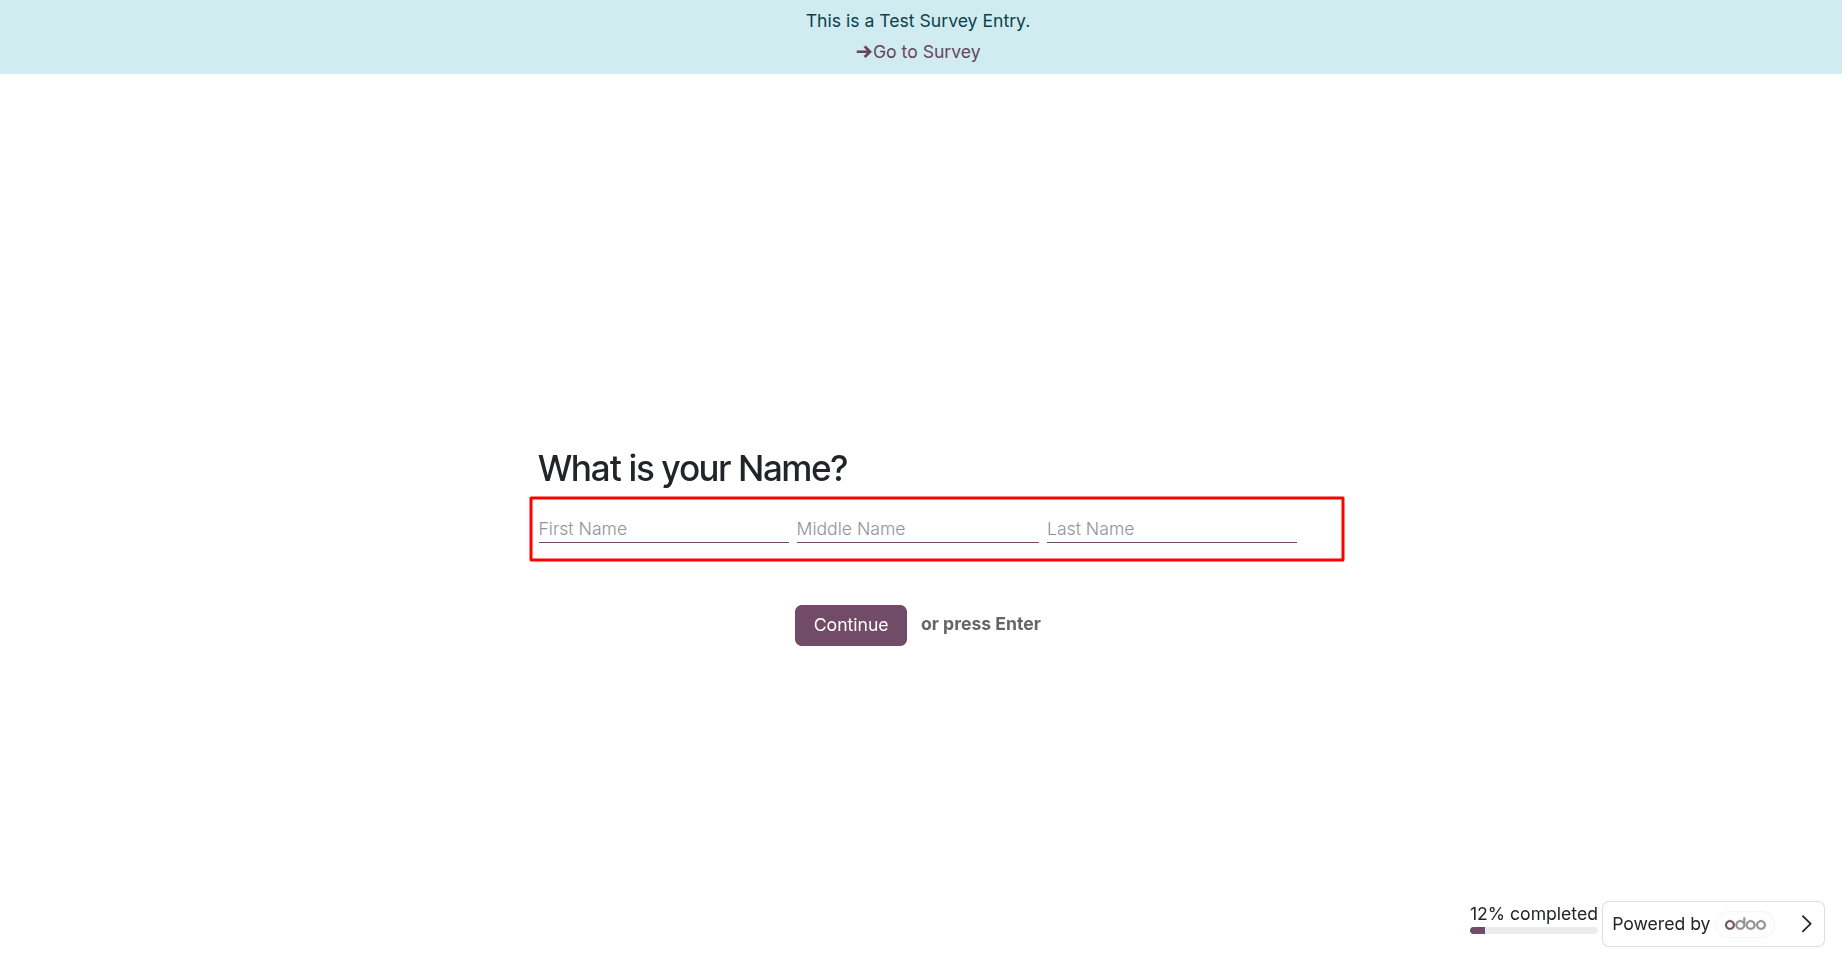 This is a Test Survey Entry.
➔Go to Survey
What is your Name?
First Name Middle Name Last Name
Continue or press Enter
12% completed
Powered by odoo